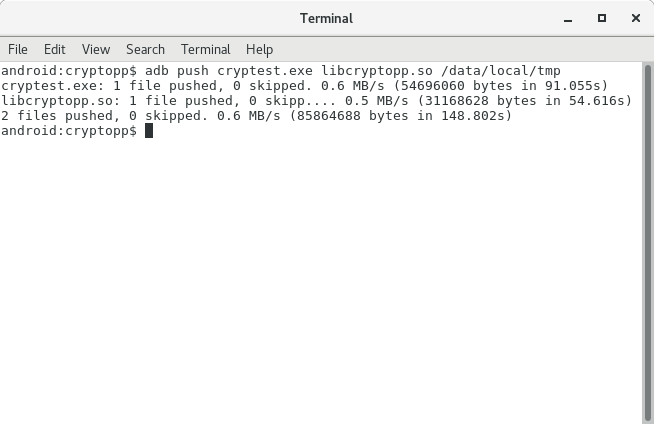 Terminal
File Edit View Search Terminal Help
android:cryptopp$ adb push cryptest.exe libcryptopp.so /data/local/tmp
cryptest.exe: 1 file pushed, 0 skipped. 0.6 MB/s (54696060 bytes in 91.055s)
libcryptopp.so: 1 file pushed, 0 skipp.... 0.5 MB/s (31168628 bytes in 54.616s)
2 files pushed, 0 skipped. 0.6 MB/s (85864688 bytes in 148.802s)
android:cryptopp$